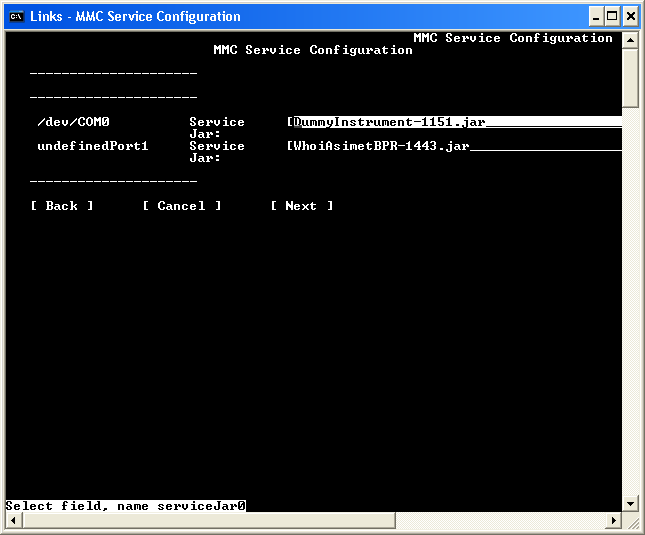 Links - MMC Service Configuration
MMC Service Configuration
MMC Service Configuration
/dev/COM0 Service [DummyInstrument-1151.jar
Jar:
undefinedPort1 Service [WhoiAsimetBPR-1443.jar
Jar:
[ Back ] [ Cancel ] [ Next ]
Select field, name serviceJar0